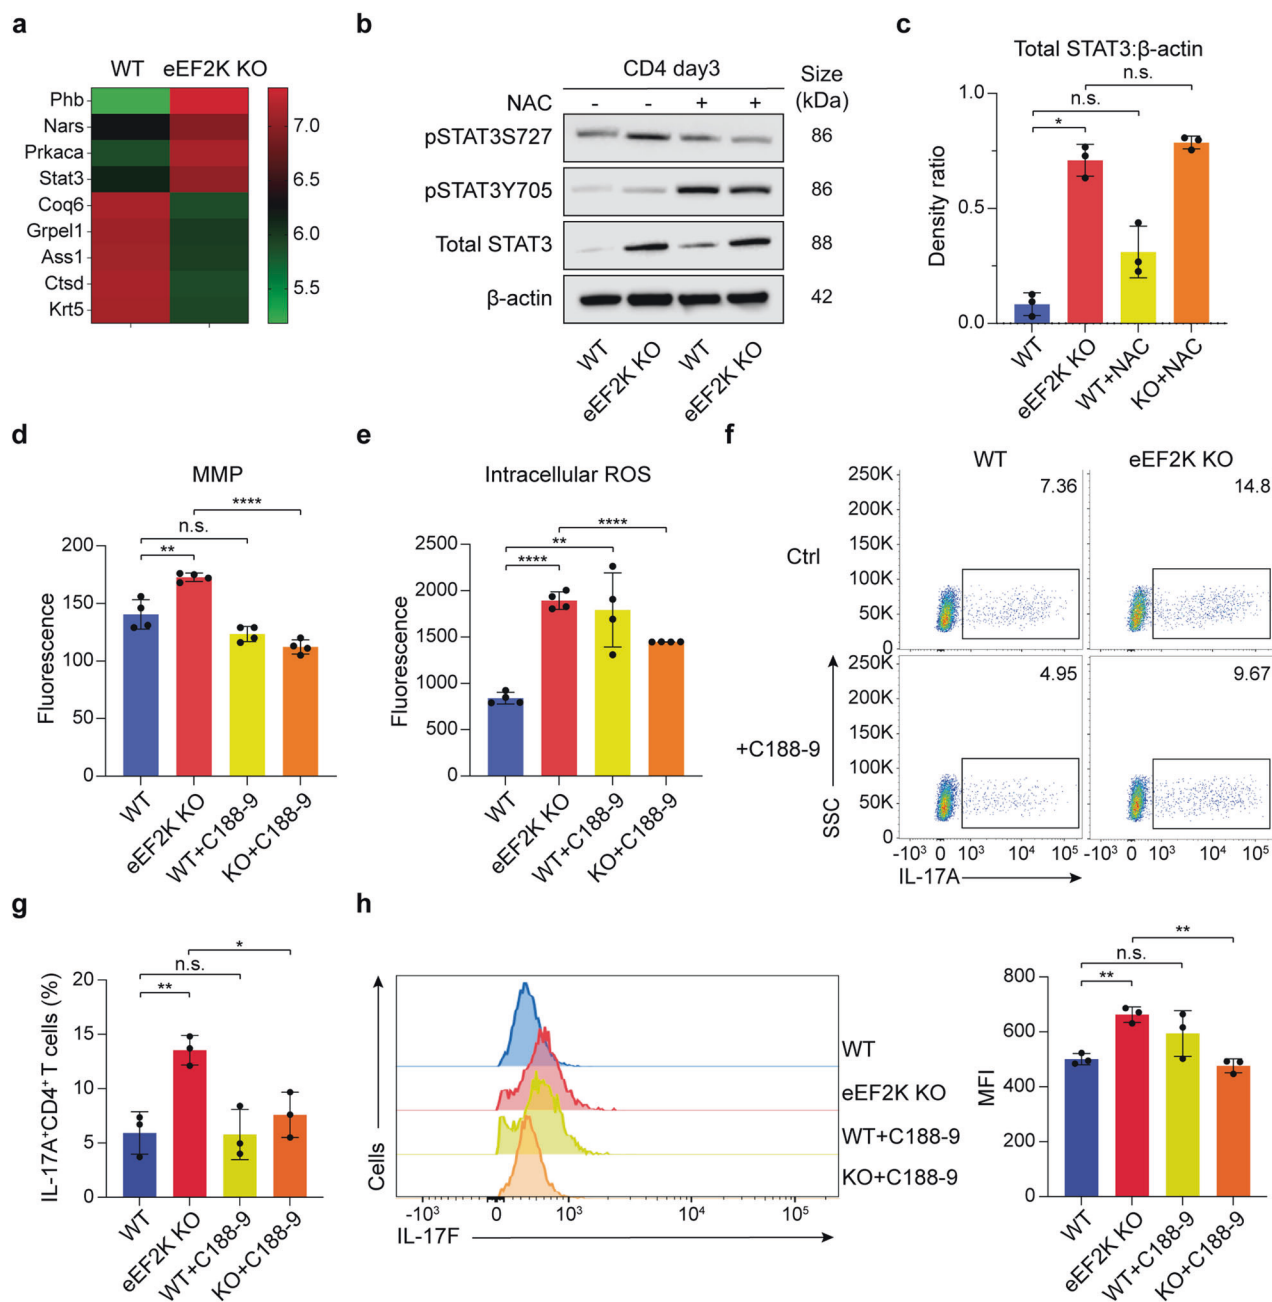 a
WT eEF2K KO
Phb
Nars
Prkaca
Stat3
Coq6
Grpel1
Ass1
Ctsd
Krt5
7.0
6.5
6.0
5.5
b
CD4 day3
Size
(kDa)
NAC - - + +
pSTAT3S727 86
pSTAT3Y705 86
Total STAT3 88
β-actin 42
WT eEF2K KO WT eEF2K KO
c
Total STAT3:β-actin
n.s.
n.s.
*
1.0
0.5
0.0
Density ratio
WT eEF2K KO WT+NAC KO+NAC
d
MMP
****
n.s.
**
200
150
100
50
0
Fluorescence
WT eEF2K KO WT+C188-9 KO+C188-9
e
Intracellular ROS
****
**
****
2500
2000
1500
1000
500
0
Fluorescence
WT eEF2K KO WT+C188-9 KO+C188-9
f
WT eEF2K KO
Ctrl
250K
200K
150K
100K
50K
0
7.36 14.8
+C188-9
250K
200K
150K
100K
50K
0
4.95 9.67
SSC
-10³ 0 10³ 10⁴ 10⁵ -10³ 0 10³ 10⁴ 10⁵
IL-17A
g
*
n.s.
**
20
15
10
5
0
IL-17A⁺CD4⁺ T cells (%)
WT eEF2K KO WT+C188-9 KO+C188-9
h
Cells
WT
eEF2K KO
WT+C188-9
KO+C188-9
-10³ 0 10³ 10⁴ 10⁵
IL-17F
**
n.s.
**
800
600
400
200
0
MFI
WT eEF2K KO WT+C188-9 KO+C188-9